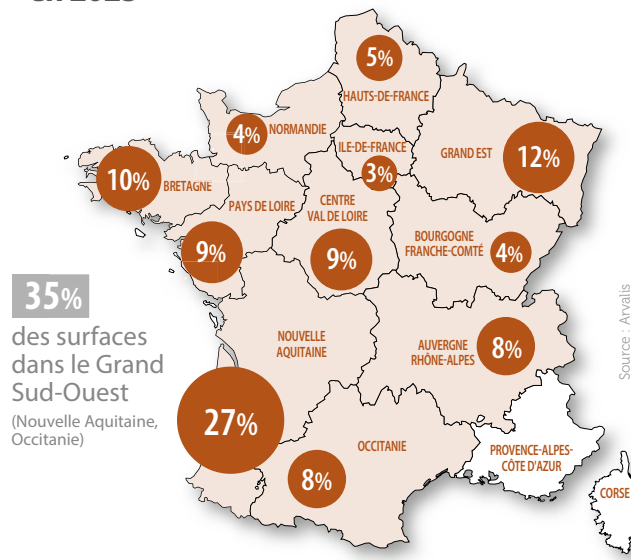 en 2023
5%
HAUTS-DE-FRANCE
4%
NORMANDIE
ILE-DE-FRANCE
3%
GRAND EST
12%
10%
BRETAGNE
PAYS DE LOIRE
9%
CENTRE
VAL DE LOIRE
9%
BOURGOGNE
FRANCHE-COMTÉ
4%
35%
des surfaces
dans le Grand
Sud-Ouest
(Nouvelle Aquitaine,
Occitanie)
NOUVELLE
AQUITAINE
AUVERGNE
RHÔNE-ALPES
8%
27%
OCCITANIE
8%
PROVENCE-ALPES-
CÔTE D'AZUR
CORSE
Source : Arvalis